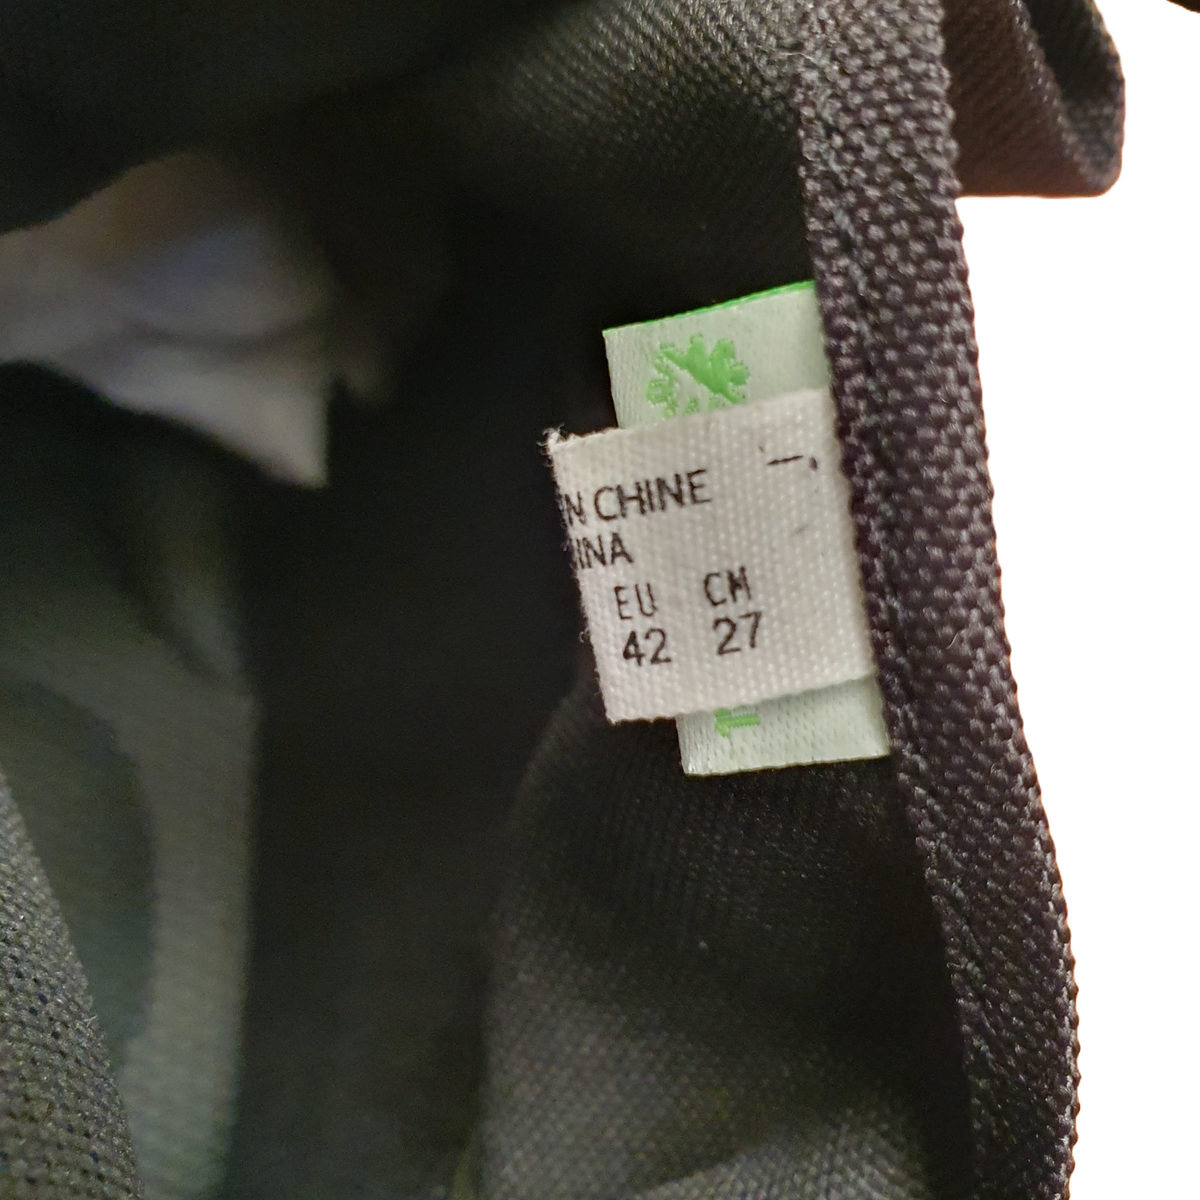 N CHINE
INA
EU CM
42 27